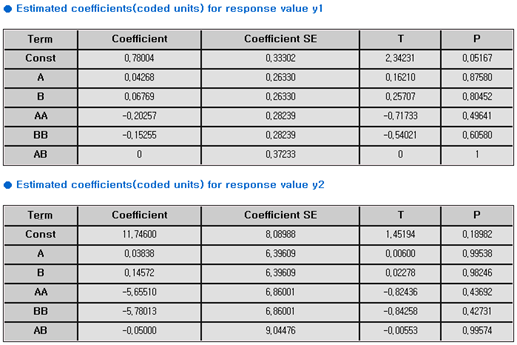 Estimated coefficients(coded units) for response value y1
Term Coefficient Coefficient SE T P
Const 0,78004 0,33302 2,34231 0,05167
A 0,04268 0,26330 0,16210 0,87580
B 0,06769 0,26330 0,25707 0,80452
AA -0,20257 0,28239 -0,71733 0,49641
BB -0,15255 0,28239 -0,54021 0,60580
AB 0 0,37233 0 1
Estimated coefficients(coded units) for response value y2
Term Coefficient Coefficient SE T P
Const 11,74600 8,08988 1,45194 0,18982
A 0,03838 6,39609 0,00600 0,99538
B 0,14572 6,39609 0,02278 0,98246
AA -5,65510 6,86001 -0,82436 0,43692
BB -5,78013 6,86001 -0,84258 0,42731
AB -0,05000 9,04476 -0,00553 0,99574